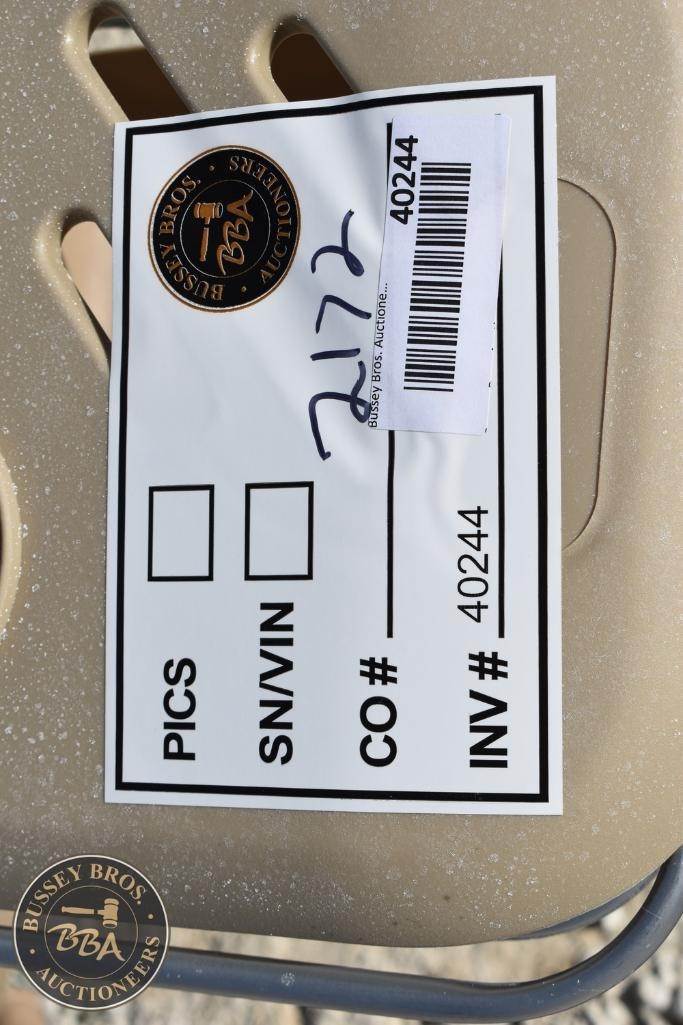 BUSSEY BROS.
AUCTIONEERS
BBA
PICS
SN/VIN
2172
CO #
Bussey Bros. Auctione...
40244
INV # 40244
BUSSEY BROS.
BBA
AUCTIONEERS